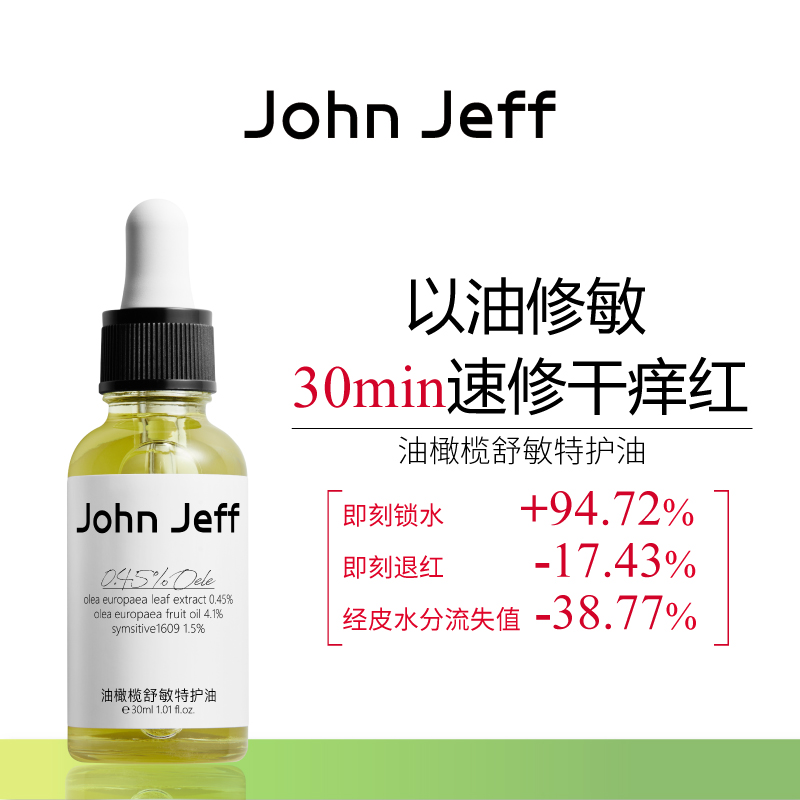 John Jeff
以油修敏
30min速修干痒红
油橄榄舒敏特护油
即刻锁水 +94.72%
即刻退红 -17.43%
经皮水分流失值 -38.77%
John Jeff
0.45% Oele
olea europaea leaf extract 0.45%
olea europaea fruit oil 4.1%
symsitive1609 1.5%
油橄榄舒敏特护油
℮30ml 1.01 fl.oz.